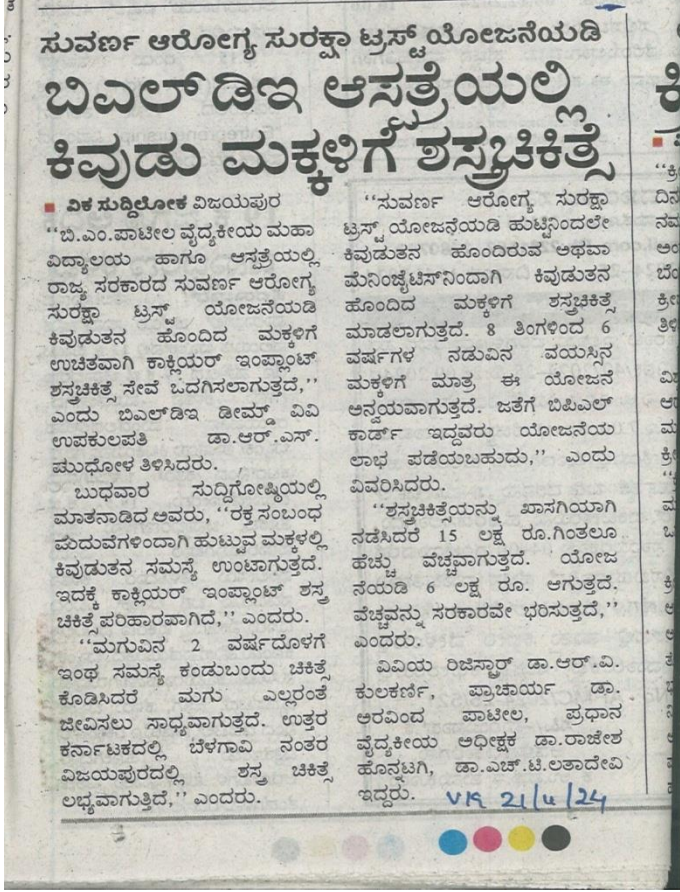 ಸುವರ್ಣ ಆರೋಗ್ಯ ಸುರಕ್ಷಾ ಟ್ರಸ್ಟ್ ಯೋಜನೆಯಡಿ
ಬಿಎಲ್‌ಡಿಇ ಆಸ್ಪತ್ರೆಯಲ್ಲಿ
ಕಿವುಡು ಮಕ್ಕಳಿಗೆ ಶಸ್ತ್ರಚಿಕಿತ್ಸೆ
ವಿಕ ಸುದ್ದಿಲೋಕ ವಿಜಯಪುರ
‘‘ಬಿ.ಎಂ.ಪಾಟೀಲ ವೈದ್ಯಕೀಯ ಮಹಾ
ವಿದ್ಯಾಲಯ ಹಾಗೂ ಆಸ್ಪತ್ರೆಯಲ್ಲಿ
ರಾಜ್ಯ ಸರಕಾರದ ಸುವರ್ಣ ಆರೋಗ್ಯ
ಸುರಕ್ಷಾ ಟ್ರಸ್ಟ್ ಯೋಜನೆಯಡಿ
ಕಿವುಡುತನ ಹೊಂದಿದ ಮಕ್ಕಳಿಗೆ
ಉಚಿತವಾಗಿ ಕಾಕ್ಲಿಯರ್ ಇಂಪ್ಲಾಂಟ್
ಶಸ್ತ್ರಚಿಕಿತ್ಸೆ ಸೇವೆ ಒದಗಿಸಲಾಗುತ್ತದೆ,’’
ಎಂದು ಬಿಎಲ್‌ಡಿಇ ಡೀಮ್ಡ್ ವಿವಿ
ಉಪಕುಲಪತಿ ಡಾ.ಆರ್.ಎಸ್.
ಮುಧೋಳ ತಿಳಿಸಿದರು.
ಬುಧವಾರ ಸುದ್ದಿಗೋಷ್ಠಿಯಲ್ಲಿ
ಮಾತನಾಡಿದ ಅವರು, ‘‘ರಕ್ತ ಸಂಬಂಧ
ಮದುವೆಗಳಿಂದಾಗಿ ಹುಟ್ಟುವ ಮಕ್ಕಳಲ್ಲಿ
ಕಿವುಡುತನ ಸಮಸ್ಯೆ ಉಂಟಾಗುತ್ತದೆ.
ಇದಕ್ಕೆ ಕಾಕ್ಲಿಯರ್ ಇಂಪ್ಲಾಂಟ್ ಶಸ್ತ್ರ
ಚಿಕಿತ್ಸೆ ಪರಿಹಾರವಾಗಿದೆ,’’ ಎಂದರು.
‘‘ಮಗುವಿನ 2 ವರ್ಷದೊಳಗೆ
ಇಂಥ ಸಮಸ್ಯೆ ಕಂಡುಬಂದು ಚಿಕಿತ್ಸೆ
ಕೊಡಿಸಿದರೆ ಮಗು ಎಲ್ಲರಂತೆ
ಜೀವಿಸಲು ಸಾಧ್ಯವಾಗುತ್ತದೆ. ಉತ್ತರ
ಕರ್ನಾಟಕದಲ್ಲಿ ಬೆಳಗಾವಿ ನಂತರ
ವಿಜಯಪುರದಲ್ಲಿ ಶಸ್ತ್ರ ಚಿಕಿತ್ಸೆ
ಲಭ್ಯವಾಗುತ್ತಿದೆ,’’ ಎಂದರು.
‘‘ಸುವರ್ಣ ಆರೋಗ್ಯ ಸುರಕ್ಷಾ
ಟ್ರಸ್ಟ್ ಯೋಜನೆಯಡಿ ಹುಟ್ಟಿನಿಂದಲೇ
ಕಿವುಡುತನ ಹೊಂದಿರುವ ಅಥವಾ
ಮೆನಿಂಜೈಟಿಸ್‌ನಿಂದಾಗಿ ಕಿವುಡುತನ
ಹೊಂದಿದ ಮಕ್ಕಳಿಗೆ ಶಸ್ತ್ರಚಿಕಿತ್ಸೆ
ಮಾಡಲಾಗುತ್ತದೆ. 8 ತಿಂಗಳಿಂದ 6
ವರ್ಷಗಳ ನಡುವಿನ ವಯಸ್ಸಿನ
ಮಕ್ಕಳಿಗೆ ಮಾತ್ರ ಈ ಯೋಜನೆ
ಅನ್ವಯವಾಗುತ್ತದೆ. ಜತೆಗೆ ಬಿಪಿಎಲ್
ಕಾರ್ಡ್ ಇದ್ದವರು ಯೋಜನೆಯ
ಲಾಭ ಪಡೆಯಬಹುದು,’’ ಎಂದು
ವಿವರಿಸಿದರು.
‘‘ಶಸ್ತ್ರಚಿಕಿತ್ಸೆಯನ್ನು ಖಾಸಗಿಯಾಗಿ
ನಡೆಸಿದರೆ 15 ಲಕ್ಷ ರೂ.ಗಿಂತಲೂ
ಹೆಚ್ಚು ವೆಚ್ಚವಾಗುತ್ತದೆ. ಯೋಜ
ನೆಯಡಿ 6 ಲಕ್ಷ ರೂ. ಆಗುತ್ತದೆ.
ವೆಚ್ಚವನ್ನು ಸರಕಾರವೇ ಭರಿಸುತ್ತದೆ,’’
ಎಂದರು.
ವಿವಿಯ ರಿಜಿಸ್ಟ್ರಾರ್ ಡಾ.ಆರ್.ವಿ.
ಕುಲಕರ್ಣಿ, ಪ್ರಾಚಾರ್ಯ ಡಾ.
ಅರವಿಂದ ಪಾಟೀಲ, ಪ್ರಧಾನ
ವೈದ್ಯಕೀಯ ಅಧೀಕ್ಷಕ ಡಾ.ರಾಜೇಶ
ಹೊನ್ನುಟಗಿ, ಡಾ.ಎಚ್.ಟಿ.ಲತಾದೇವಿ
ಇದ್ದರು.